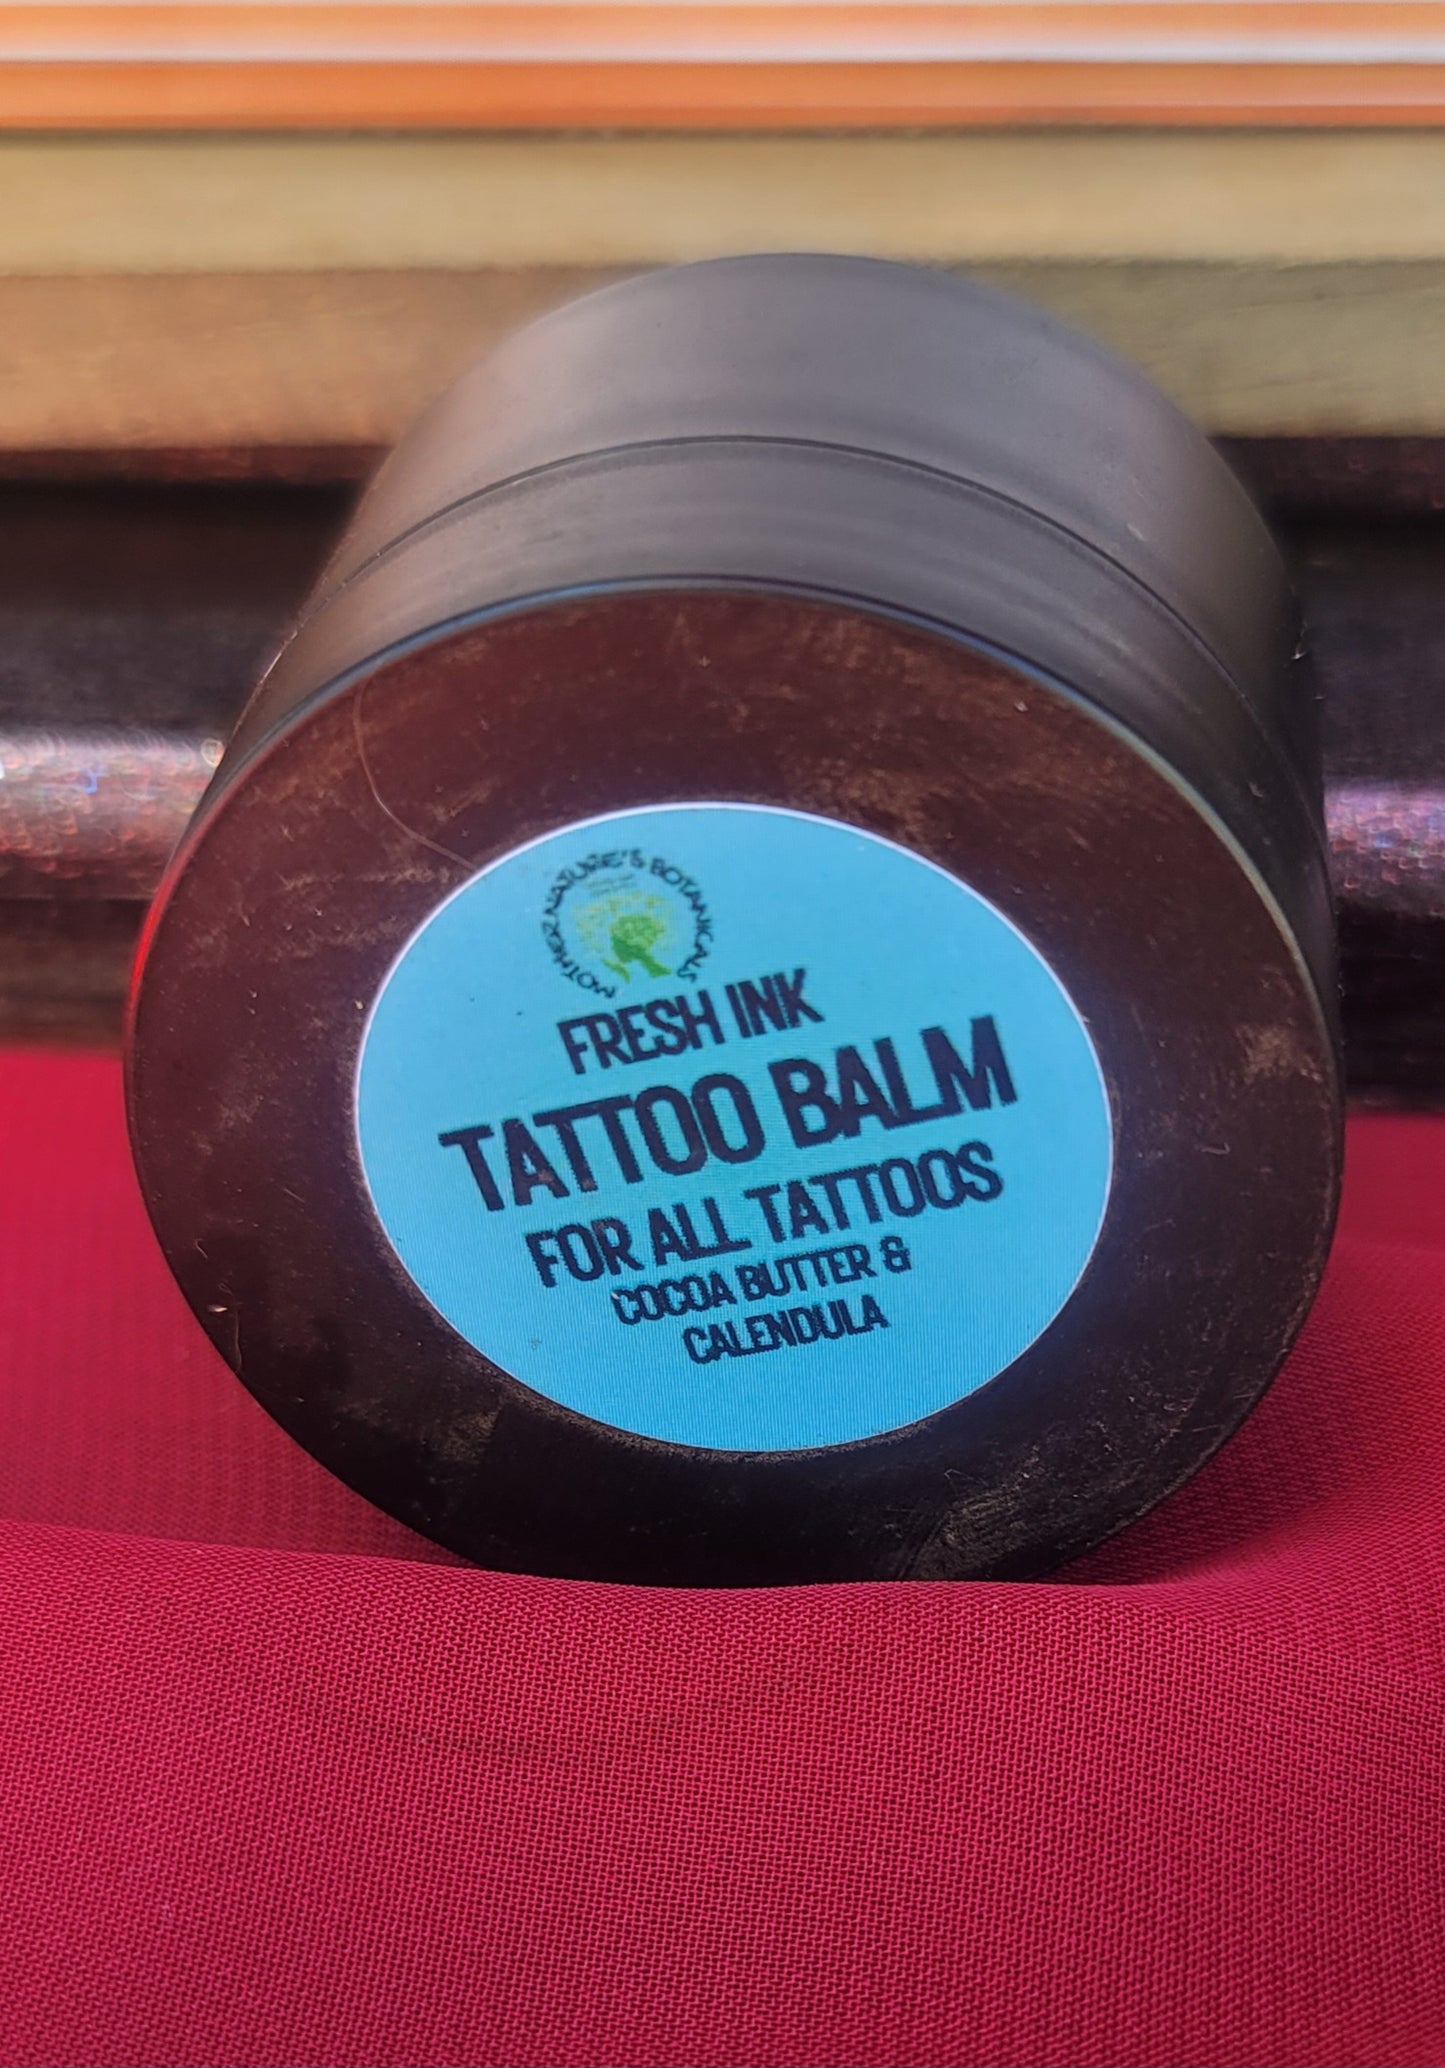 MOTHER NATURE'S BOTANICALS
FRESH INK
TATTOO BALM
FOR ALL TATTOOS
COCOA BUTTER &
CALENDULA